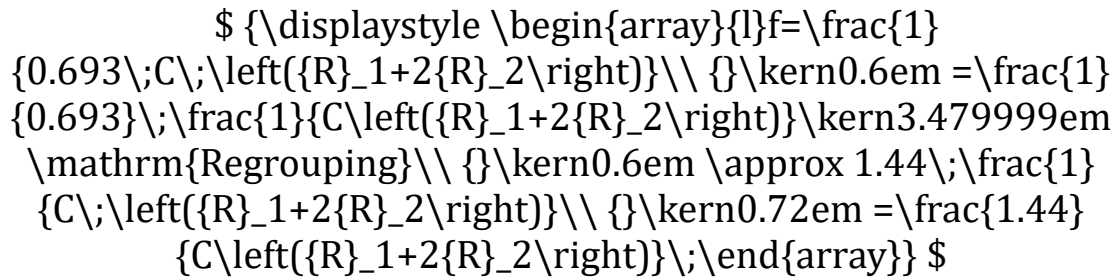 $ {\displaystyle \begin{array}{l}f=\frac{1}
{0.693\;C\;\left({R}_1+2{R}_2\right)}\\ {}\kern0.6em =\frac{1}
{0.693}\;\frac{1}{C\left({R}_1+2{R}_2\right)}\kern3.479999em
\mathrm{Regrouping}\\ {}\kern0.6em \approx 1.44\;\frac{1}
{C\;\left({R}_1+2{R}_2\right)}\\ {}\kern0.72em =\frac{1.44}
{C\left({R}_1+2{R}_2\right)}\;\end{array}} $